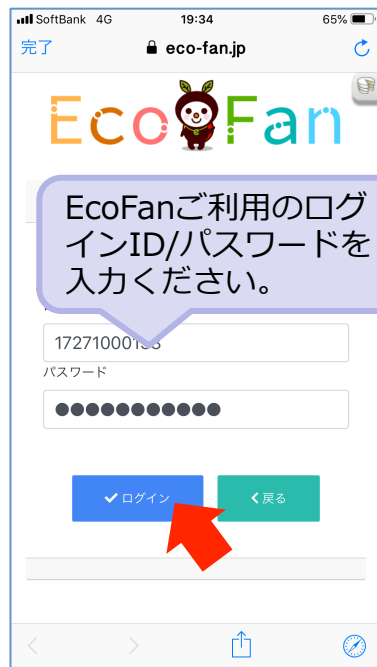 SoftBank 4G 19:34 65%
完了 eco-fan.jp
EcoFan
EcoFanご利用のログ
インID/パスワードを
入力ください。
パスワード
●●●●●●●●●●●
ログイン 戻る